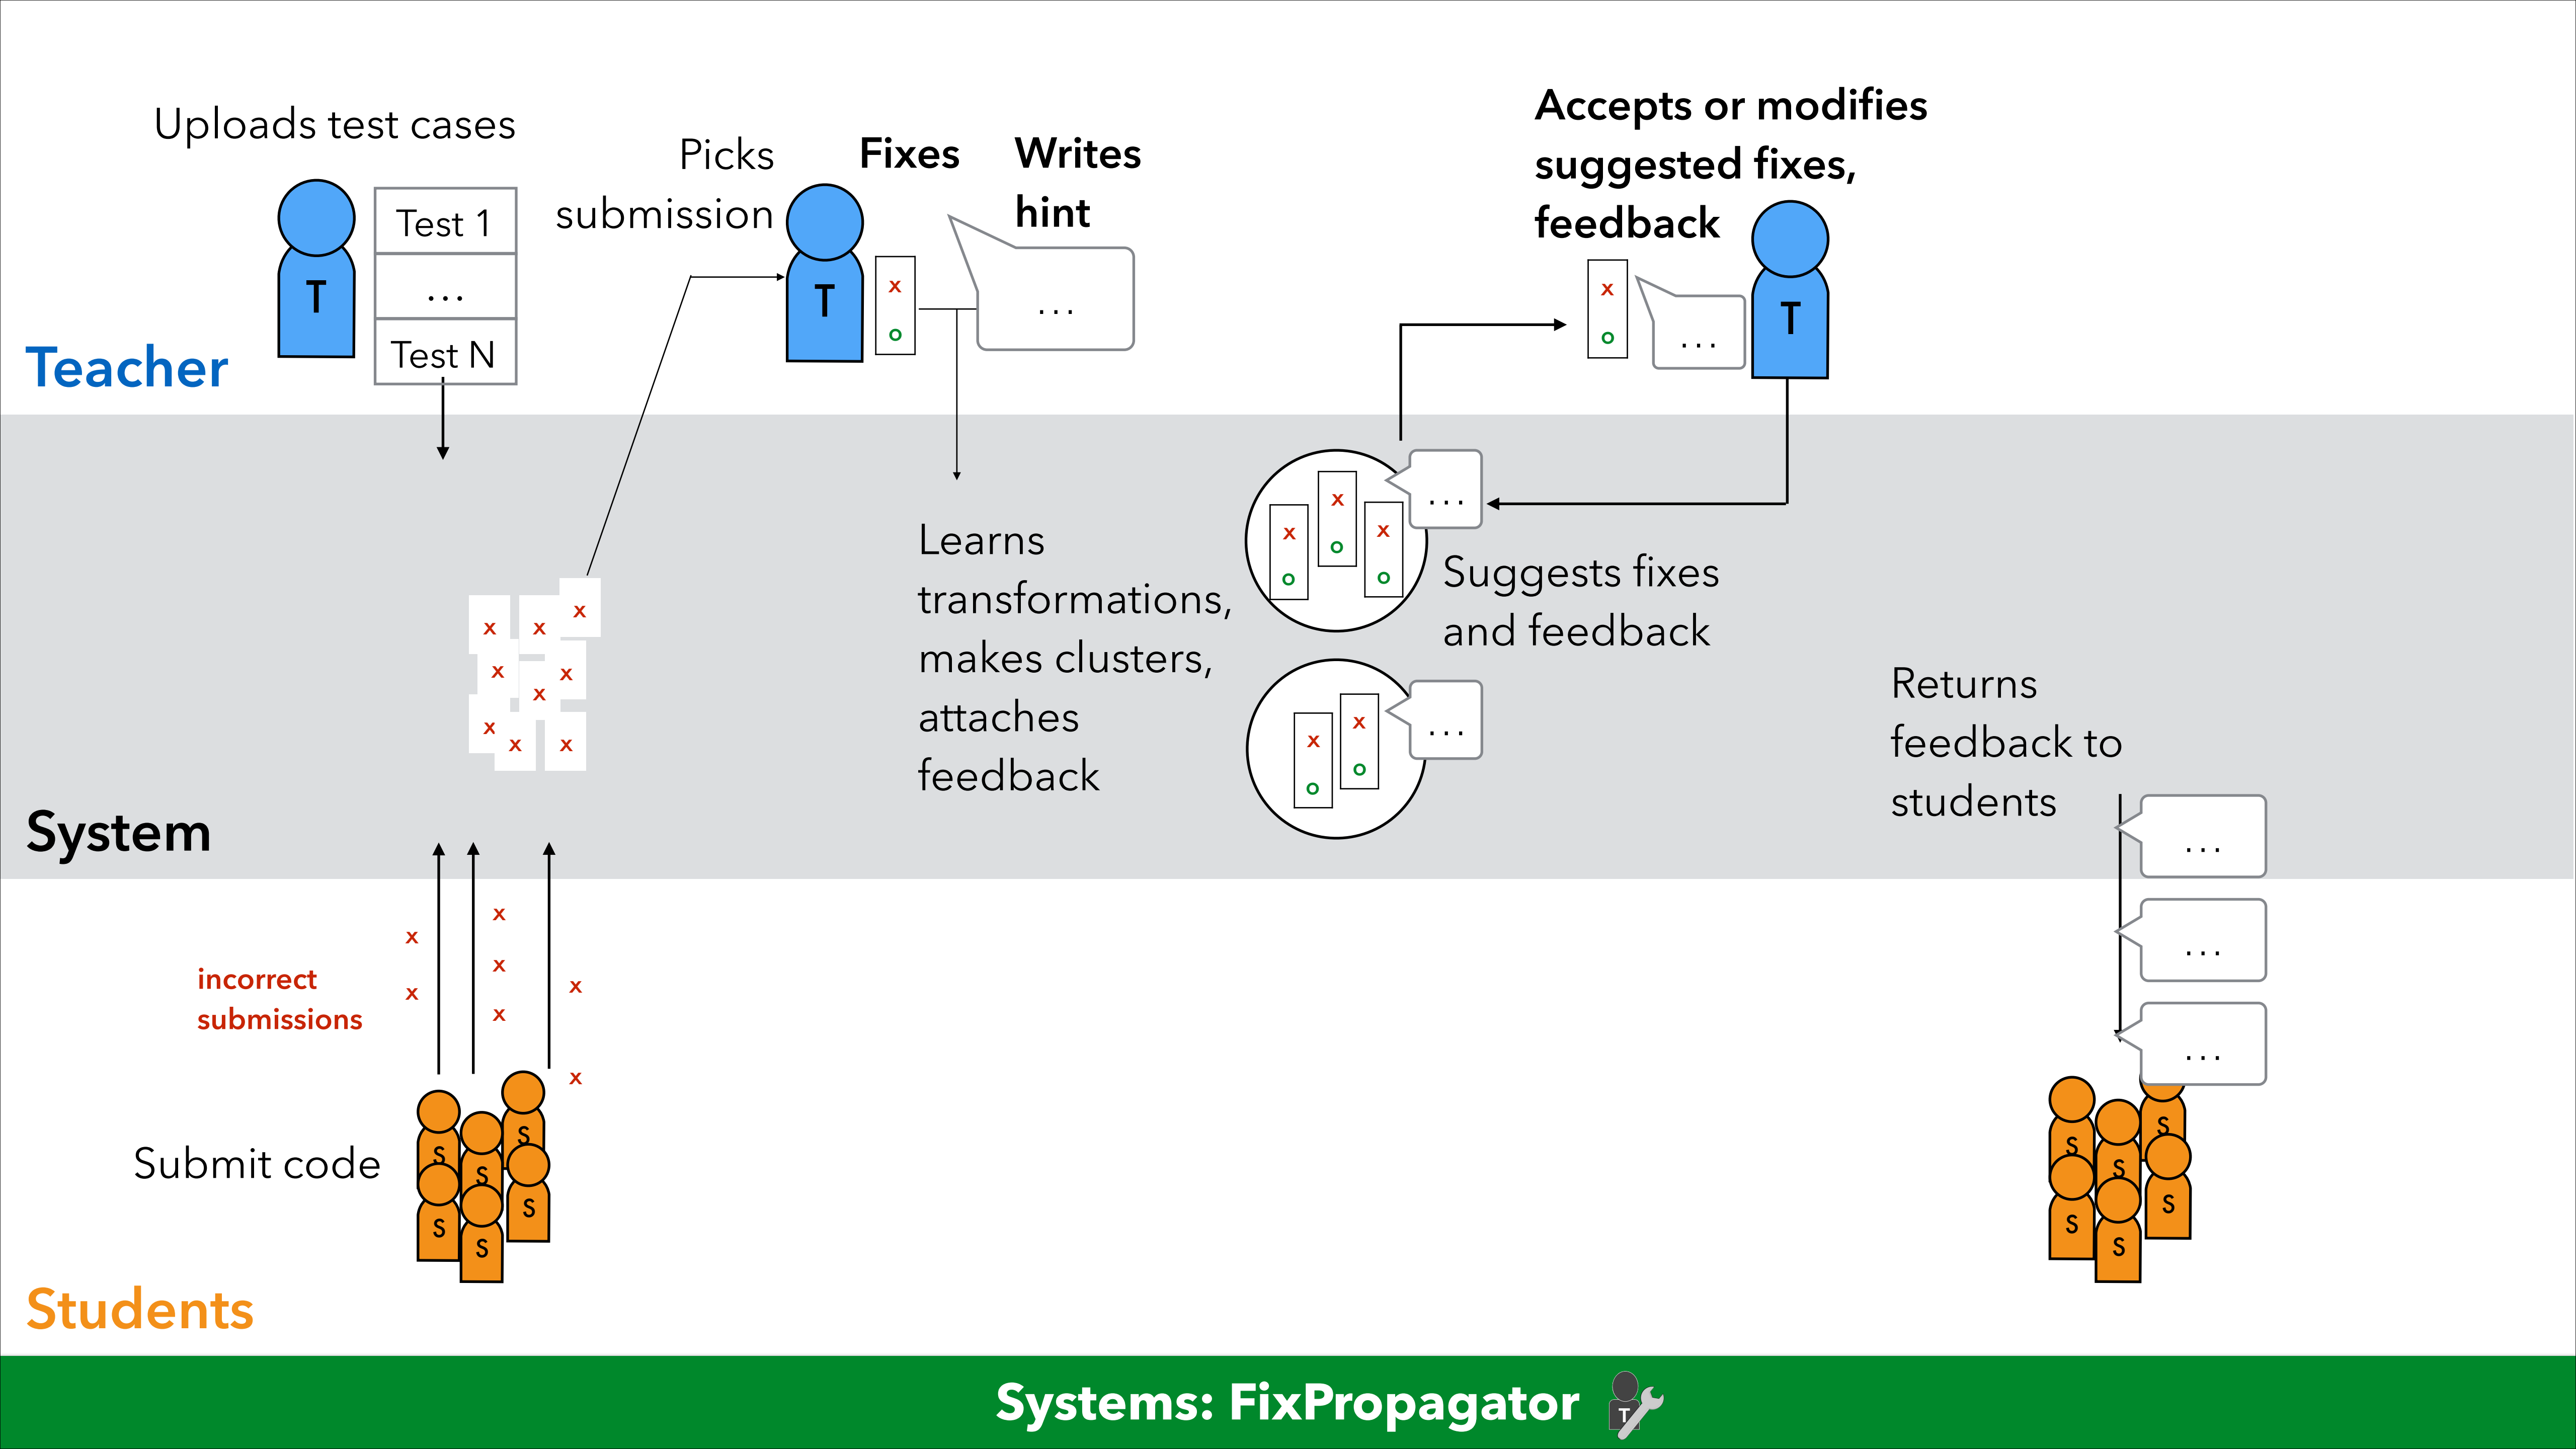 Uploads test cases
T
Test 1
...
Test N
Picks
submission
T
Fixes
Writes
hint
x
o
...
Accepts or modifies
suggested fixes,
feedback
x
o
...
T
Teacher
x
x
x
x
x
x
x
x
x
Learns
transformations,
makes clusters,
attaches
feedback
x
o
x
o
x
o
...
Suggests fixes
and feedback
x
o
x
o
...
Returns
feedback to
students
...
...
...
System
x
x
x
x
x
x
x
incorrect
submissions
Submit code
S
S
S
S
S
S
S
S
S
S
S
S
Students
Systems: FixPropagator
T